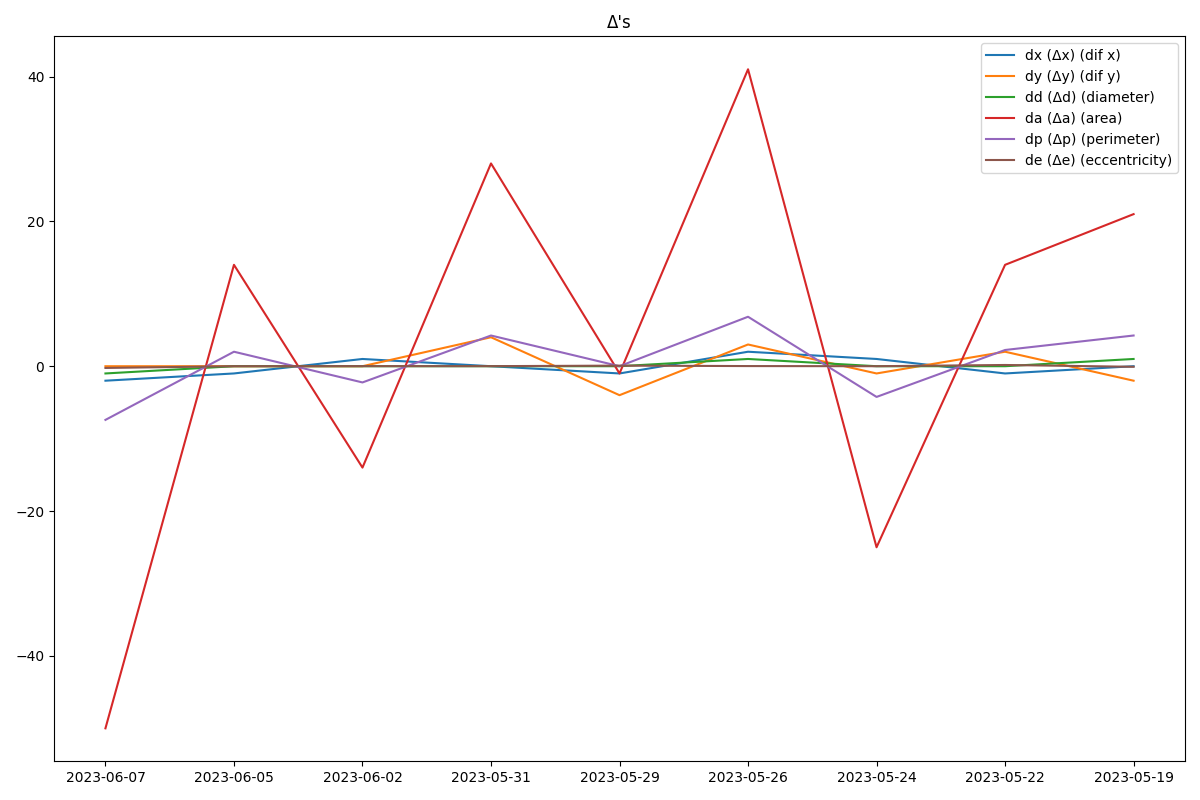 Δ's
dx (Δx) (dif x)
dy (Δy) (dif y)
dd (Δd) (diameter)
da (Δa) (area)
dp (Δp) (perimeter)
de (Δe) (eccentricity)
40
20
0
−20
−40
2023-06-07 2023-06-05 2023-06-02 2023-05-31 2023-05-29 2023-05-26 2023-05-24 2023-05-22 2023-05-19